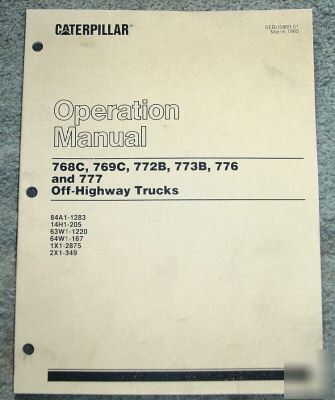 CATERPILLAR
SEBU5860-01
March 1985
Operation
Manual
768C, 769C, 772B, 773B, 776
and 777
Off-Highway Trucks
84A1-1283
14H1-205
63W1-1220
64W1-167
1X1-2875
2X1-349